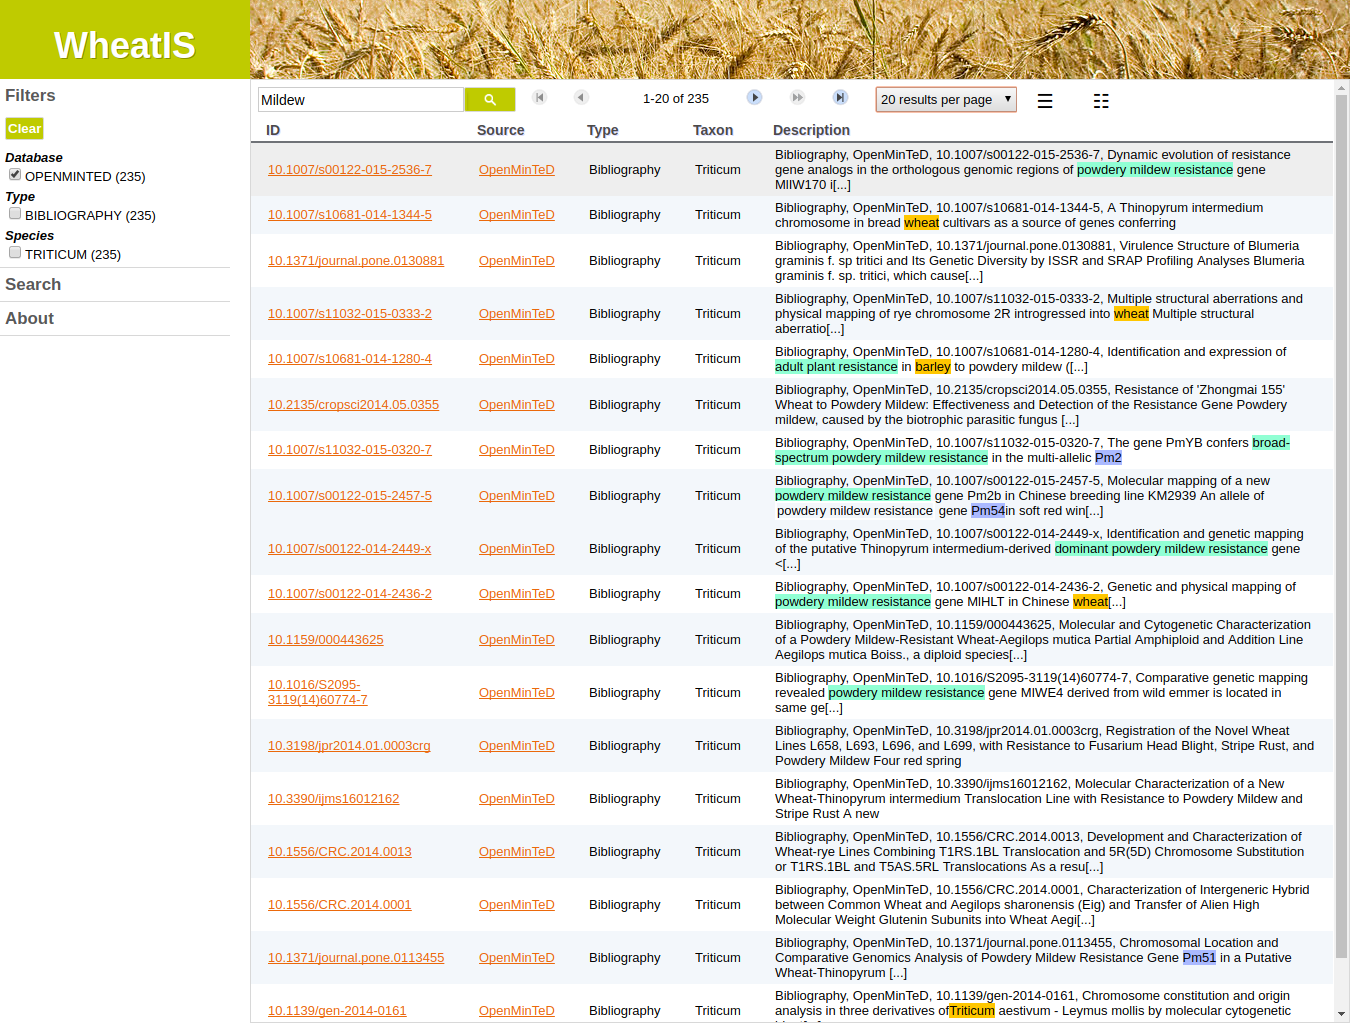 WheatIS
Filters
Clear
Database
OPENMINTED (235)
Type
BIBLIOGRAPHY (235)
Species
TRITICUM (235)
Search
About
Mildew
1-20 of 235
20 results per page
ID Source Type Taxon Description
10.1007/s00122-015-2536-7 OpenMinTeD Bibliography Triticum
Bibliography, OpenMinTeD, 10.1007/s00122-015-2536-7, Dynamic evolution of resistance
gene analogs in the orthologous genomic regions of powdery mildew resistance gene
MlIW170 i[...]
10.1007/s10681-014-1344-5 OpenMinTeD Bibliography Triticum
Bibliography, OpenMinTeD, 10.1007/s10681-014-1344-5, A Thinopyrum intermedium
chromosome in bread wheat cultivars as a source of genes conferring
10.1371/journal.pone.0130881 OpenMinTeD Bibliography Triticum
Bibliography, OpenMinTeD, 10.1371/journal.pone.0130881, Virulence Structure of Blumeria
graminis f. sp tritici and Its Genetic Diversity by ISSR and SRAP Profiling Analyses Blumeria
graminis f. sp. tritici, which cause[...]
10.1007/s11032-015-0333-2 OpenMinTeD Bibliography Triticum
Bibliography, OpenMinTeD, 10.1007/s11032-015-0333-2, Multiple structural aberrations and
physical mapping of rye chromosome 2R introgressed into wheat Multiple structural
aberratio[...]
10.1007/s10681-014-1280-4 OpenMinTeD Bibliography Triticum
Bibliography, OpenMinTeD, 10.1007/s10681-014-1280-4, Identification and expression of
adult plant resistance in barley to powdery mildew ([...]
10.2135/cropsci2014.05.0355 OpenMinTeD Bibliography Triticum
Bibliography, OpenMinTeD, 10.2135/cropsci2014.05.0355, Resistance of 'Zhongmai 155'
Wheat to Powdery Mildew: Effectiveness and Detection of the Resistance Gene Powdery
mildew, caused by the biotrophic parasitic fungus [...]
10.1007/s11032-015-0320-7 OpenMinTeD Bibliography Triticum
Bibliography, OpenMinTeD, 10.1007/s11032-015-0320-7, The gene PmYB confers broad-
spectrum powdery mildew resistance in the multi-allelic Pm2
10.1007/s00122-015-2457-5 OpenMinTeD Bibliography Triticum
Bibliography, OpenMinTeD, 10.1007/s00122-015-2457-5, Molecular mapping of a new
powdery mildew resistance gene Pm2b in Chinese breeding line KM2939 An allele of
powdery mildew resistance gene Pm54in soft red win[...]
10.1007/s00122-014-2449-x OpenMinTeD Bibliography Triticum
Bibliography, OpenMinTeD, 10.1007/s00122-014-2449-x, Identification and genetic mapping
of the putative Thinopyrum intermedium-derived dominant powdery mildew resistance gene
<[...]
10.1007/s00122-014-2436-2 OpenMinTeD Bibliography Triticum
Bibliography, OpenMinTeD, 10.1007/s00122-014-2436-2, Genetic and physical mapping of
powdery mildew resistance gene MlHLT in Chinese wheat[...]
10.1159/000443625 OpenMinTeD Bibliography Triticum
Bibliography, OpenMinTeD, 10.1159/000443625, Molecular and Cytogenetic Characterization
of a Powdery Mildew-Resistant Wheat-Aegilops mutica Partial Amphiploid and Addition Line
Aegilops mutica Boiss., a diploid species[...]
10.1016/S2095-
3119(14)60774-7 OpenMinTeD Bibliography Triticum
Bibliography, OpenMinTeD, 10.1016/S2095-3119(14)60774-7, Comparative genetic mapping
revealed powdery mildew resistance gene MIWE4 derived from wild emmer is located in
same ge[...]
10.3198/jpr2014.01.0003crg OpenMinTeD Bibliography Triticum
Bibliography, OpenMinTeD, 10.3198/jpr2014.01.0003crg, Registration of the Novel Wheat
Lines L658, L693, L696, and L699, with Resistance to Fusarium Head Blight, Stripe Rust, and
Powdery Mildew Four red spring
10.3390/ijms16012162 OpenMinTeD Bibliography Triticum
Bibliography, OpenMinTeD, 10.3390/ijms16012162, Molecular Characterization of a New
Wheat-Thinopyrum intermedium Translocation Line with Resistance to Powdery Mildew and
Stripe Rust A new
10.1556/CRC.2014.0013 OpenMinTeD Bibliography Triticum
Bibliography, OpenMinTeD, 10.1556/CRC.2014.0013, Development and Characterization of
Wheat-rye Lines Combining T1RS.1BL Translocation and 5R(5D) Chromosome Substitution
or T1RS.1BL and T5AS.5RL Translocations As a resu[...]
10.1556/CRC.2014.0001 OpenMinTeD Bibliography Triticum
Bibliography, OpenMinTeD, 10.1556/CRC.2014.0001, Characterization of Intergeneric Hybrid
between Common Wheat and Aegilops sharonensis (Eig) and Transfer of Alien High
Molecular Weight Glutenin Subunits into Wheat Aegi[...]
10.1371/journal.pone.0113455 OpenMinTeD Bibliography Triticum
Bibliography, OpenMinTeD, 10.1371/journal.pone.0113455, Chromosomal Location and
Comparative Genomics Analysis of Powdery Mildew Resistance Gene Pm51 in a Putative
Wheat-Thinopyrum [...]
10.1139/gen-2014-0161 OpenMinTeD Bibliography Triticum
Bibliography, OpenMinTeD, 10.1139/gen-2014-0161, Chromosome constitution and origin
analysis in three derivatives ofTriticum aestivum - Leymus mollis by molecular cytogenetic